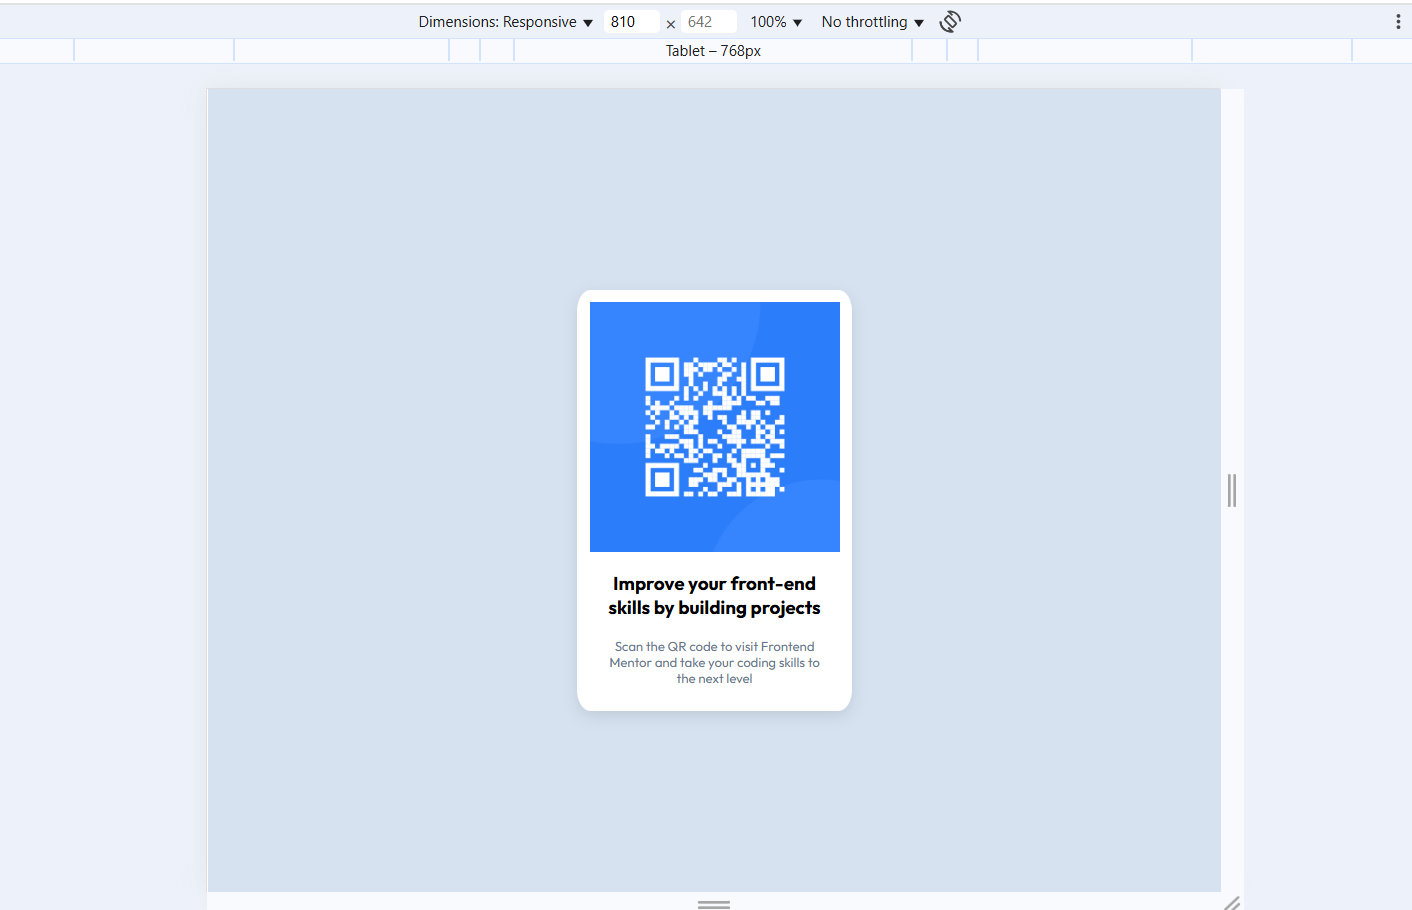 Dimensions: Responsive 810 × 642 100% No throttling
Tablet – 768px
Improve your front-end
skills by building projects
Scan the QR code to visit Frontend
Mentor and take your coding skills to
the next level